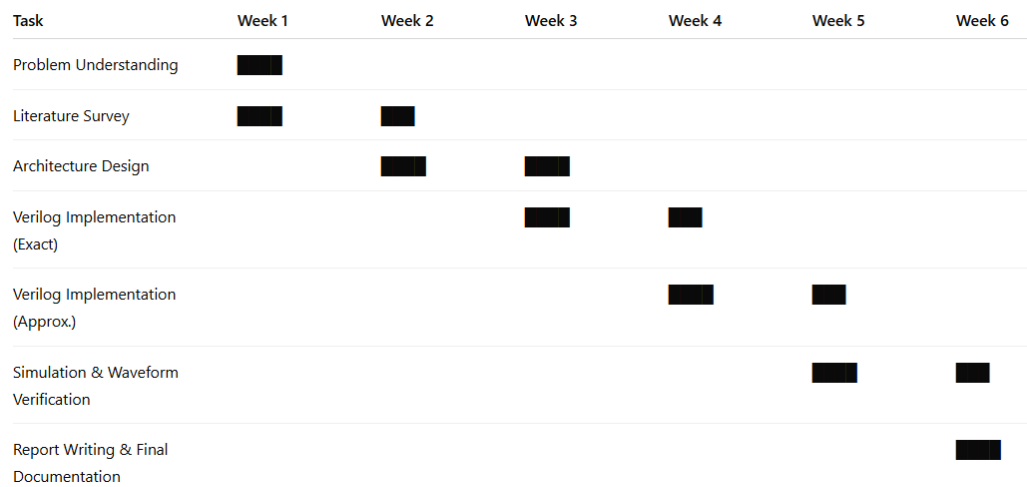 Task Week 1 Week 2 Week 3 Week 4 Week 5 Week 6
Problem Understanding
Literature Survey
Architecture Design
Verilog Implementation
(Exact)
Verilog Implementation
(Approx.)
Simulation & Waveform
Verification
Report Writing & Final
Documentation